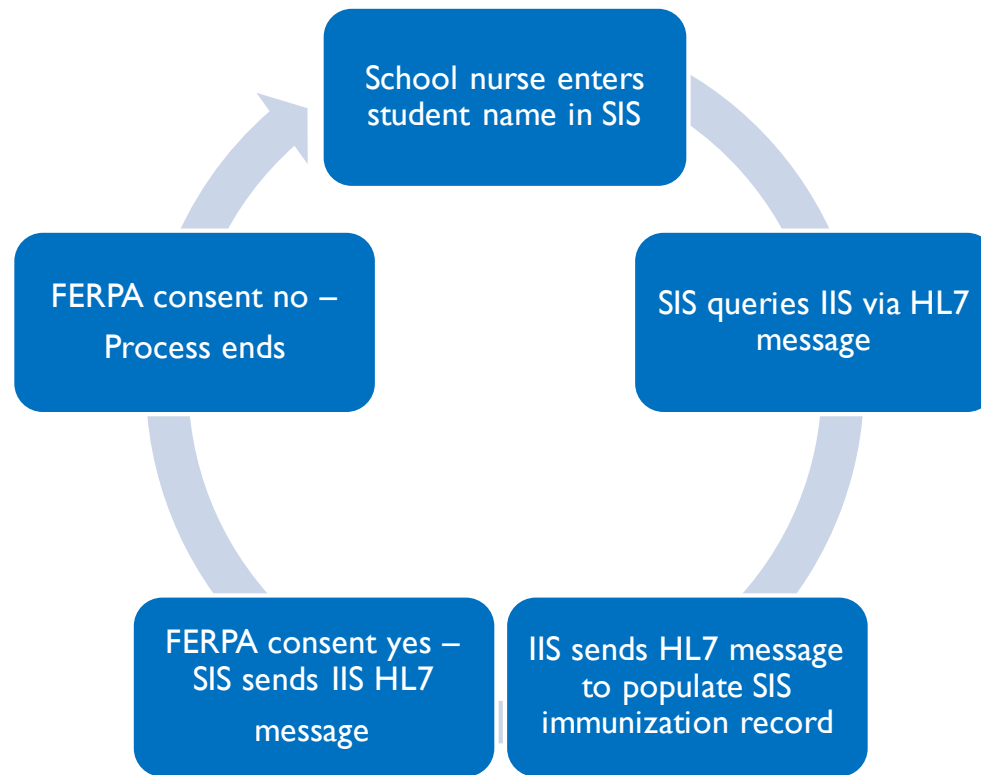 School nurse enters
student name in SIS
SIS queries IIS via HL7
message
IIS sends HL7 message
to populate SIS
immunization record
FERPA consent yes –
SIS sends IIS HL7
message
FERPA consent no –
Process ends